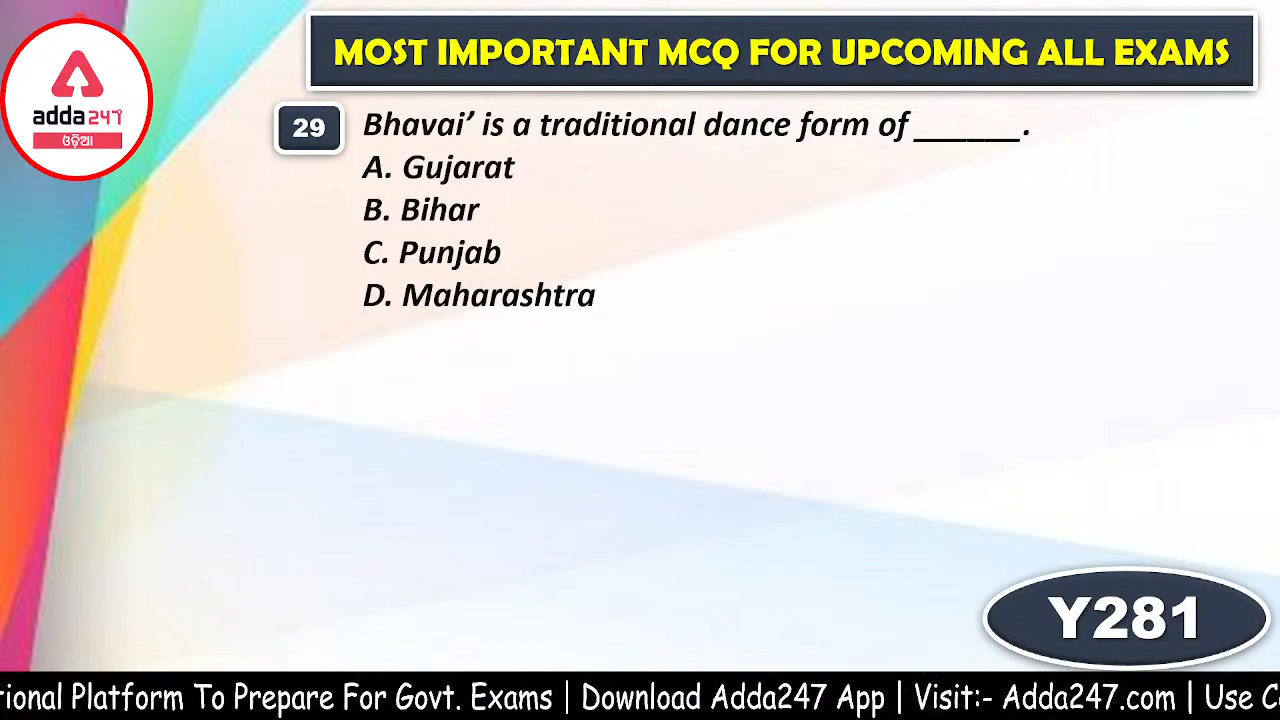 MOST IMPORTANT MCQ FOR UPCOMING ALL EXAMS
adda247
ଓଡ଼ିଆ
29
Bhavai’ is a traditional dance form of ______.
A. Gujarat
B. Bihar
C. Punjab
D. Maharashtra
Y281
tional Platform To Prepare For Govt. Exams | Download Adda247 App | Visit:- Adda247.com | Use C